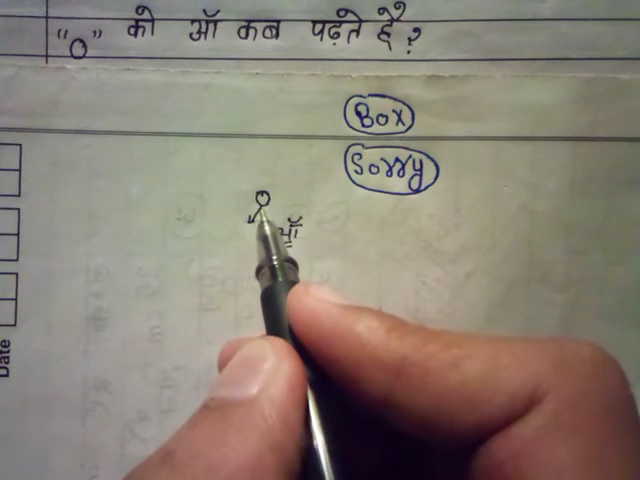 "O" को ऑ कब पढ़ते है?
Box
Sorry
O
ऑ
Date